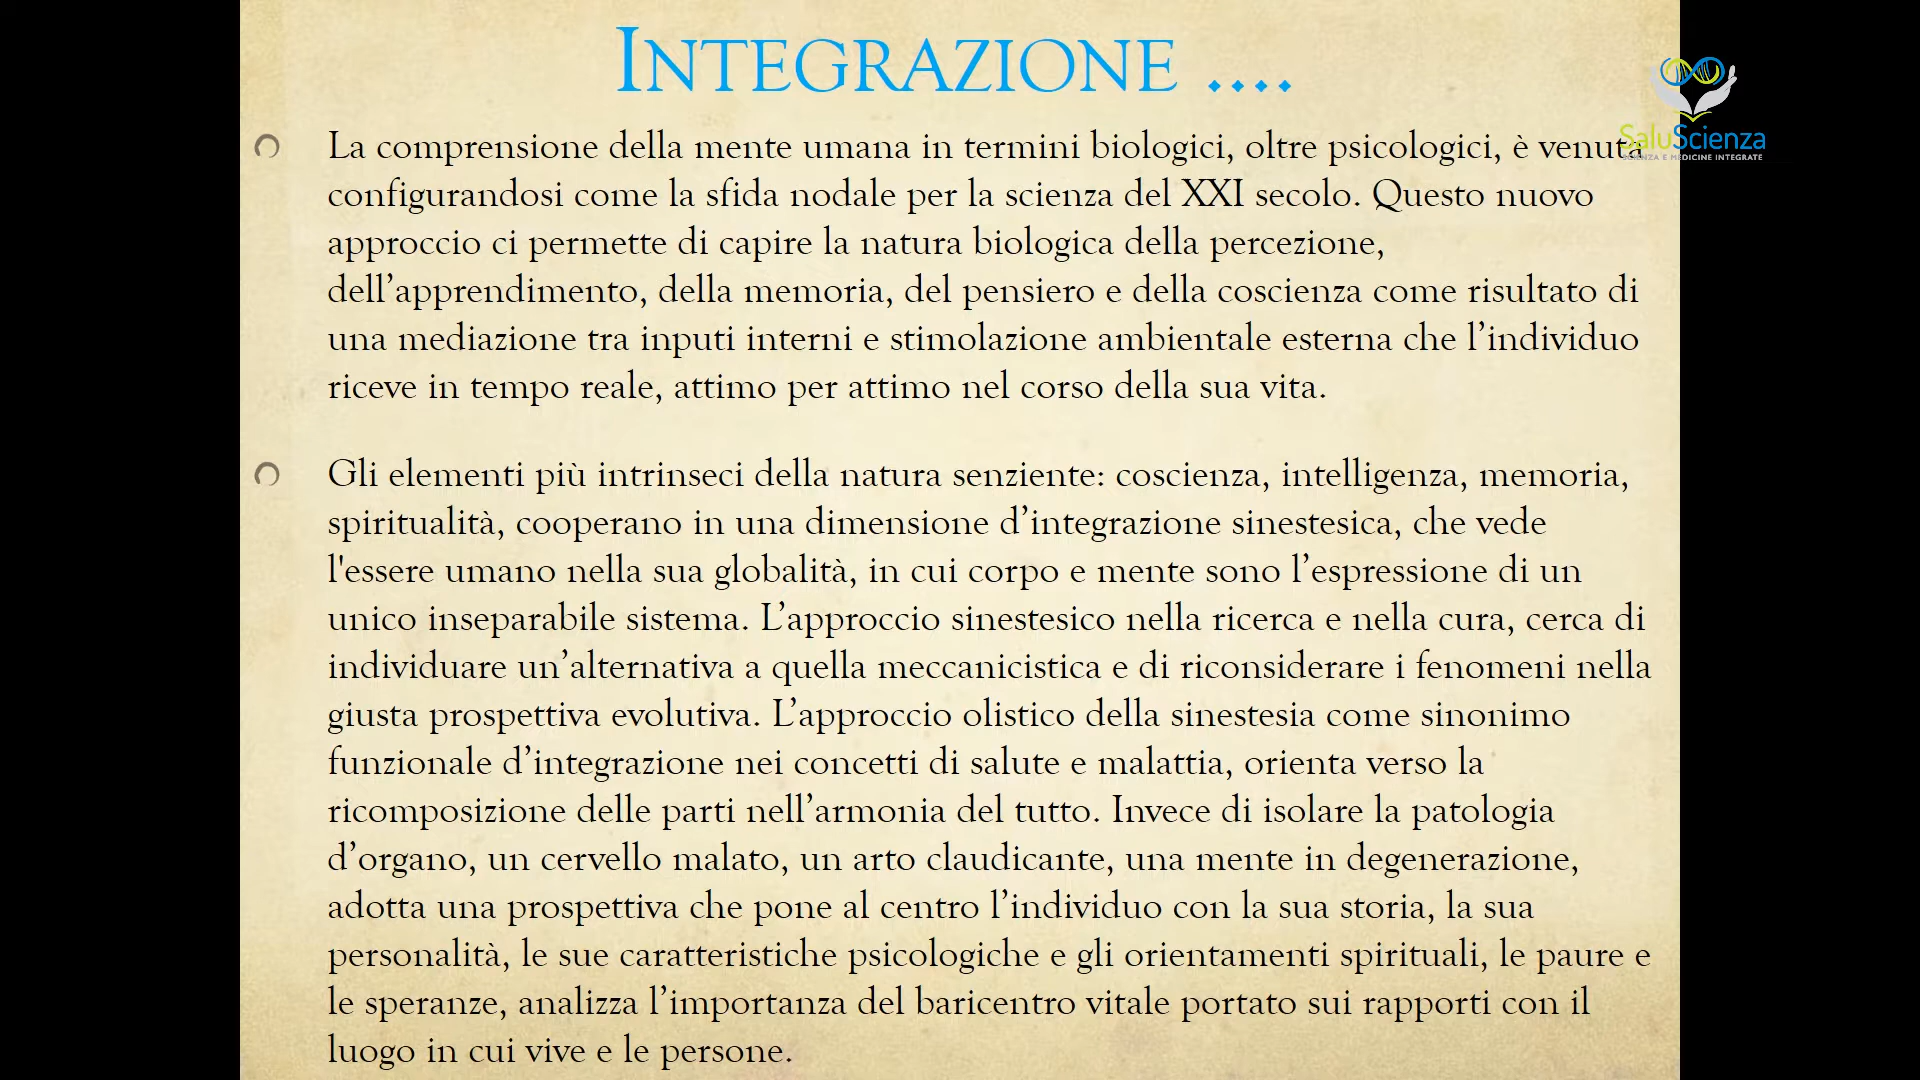 INTEGRAZIONE ....
SaluScienza
SCIENZA E MEDICINE INTEGRATE
La comprensione della mente umana in termini biologici, oltre psicologici, è venuta
configurandosi come la sfida nodale per la scienza del XXI secolo. Questo nuovo
approccio ci permette di capire la natura biologica della percezione,
dell’apprendimento, della memoria, del pensiero e della coscienza come risultato di
una mediazione tra inputi interni e stimolazione ambientale esterna che l’individuo
riceve in tempo reale, attimo per attimo nel corso della sua vita.
Gli elementi più intrinseci della natura senziente: coscienza, intelligenza, memoria,
spiritualità, cooperano in una dimensione d’integrazione sinestesica, che vede
l'essere umano nella sua globalità, in cui corpo e mente sono l’espressione di un
unico inseparabile sistema. L’approccio sinestesico nella ricerca e nella cura, cerca di
individuare un’alternativa a quella meccanicistica e di riconsiderare i fenomeni nella
giusta prospettiva evolutiva. L’approccio olistico della sinestesia come sinonimo
funzionale d’integrazione nei concetti di salute e malattia, orienta verso la
ricomposizione delle parti nell’armonia del tutto. Invece di isolare la patologia
d’organo, un cervello malato, un arto claudicante, una mente in degenerazione,
adotta una prospettiva che pone al centro l’individuo con la sua storia, la sua
personalità, le sue caratteristiche psicologiche e gli orientamenti spirituali, le paure e
le speranze, analizza l’importanza del baricentro vitale portato sui rapporti con il
luogo in cui vive e le persone.